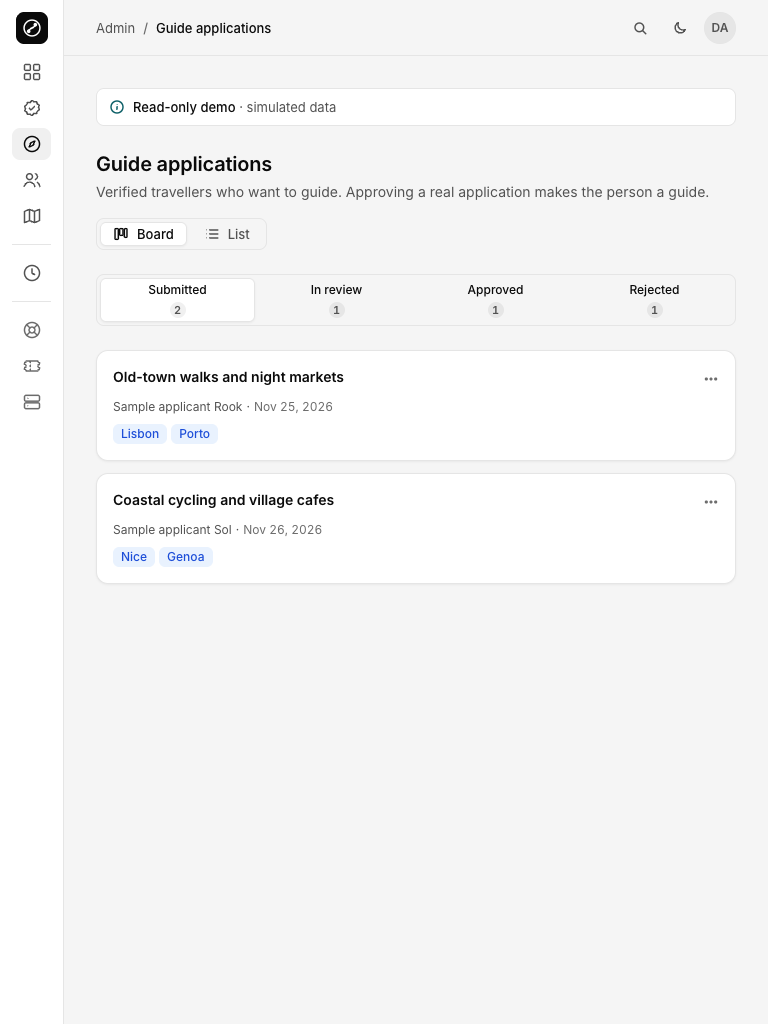 Admin / Guide applications
DA
Read-only demo · simulated data
Guide applications
Verified travellers who want to guide. Approving a real application makes the person a guide.
Board
List
Submitted
2
In review
1
Approved
1
Rejected
1
Old-town walks and night markets
Sample applicant Rook · Nov 25, 2026
Lisbon
Porto
Coastal cycling and village cafes
Sample applicant Sol · Nov 26, 2026
Nice
Genoa